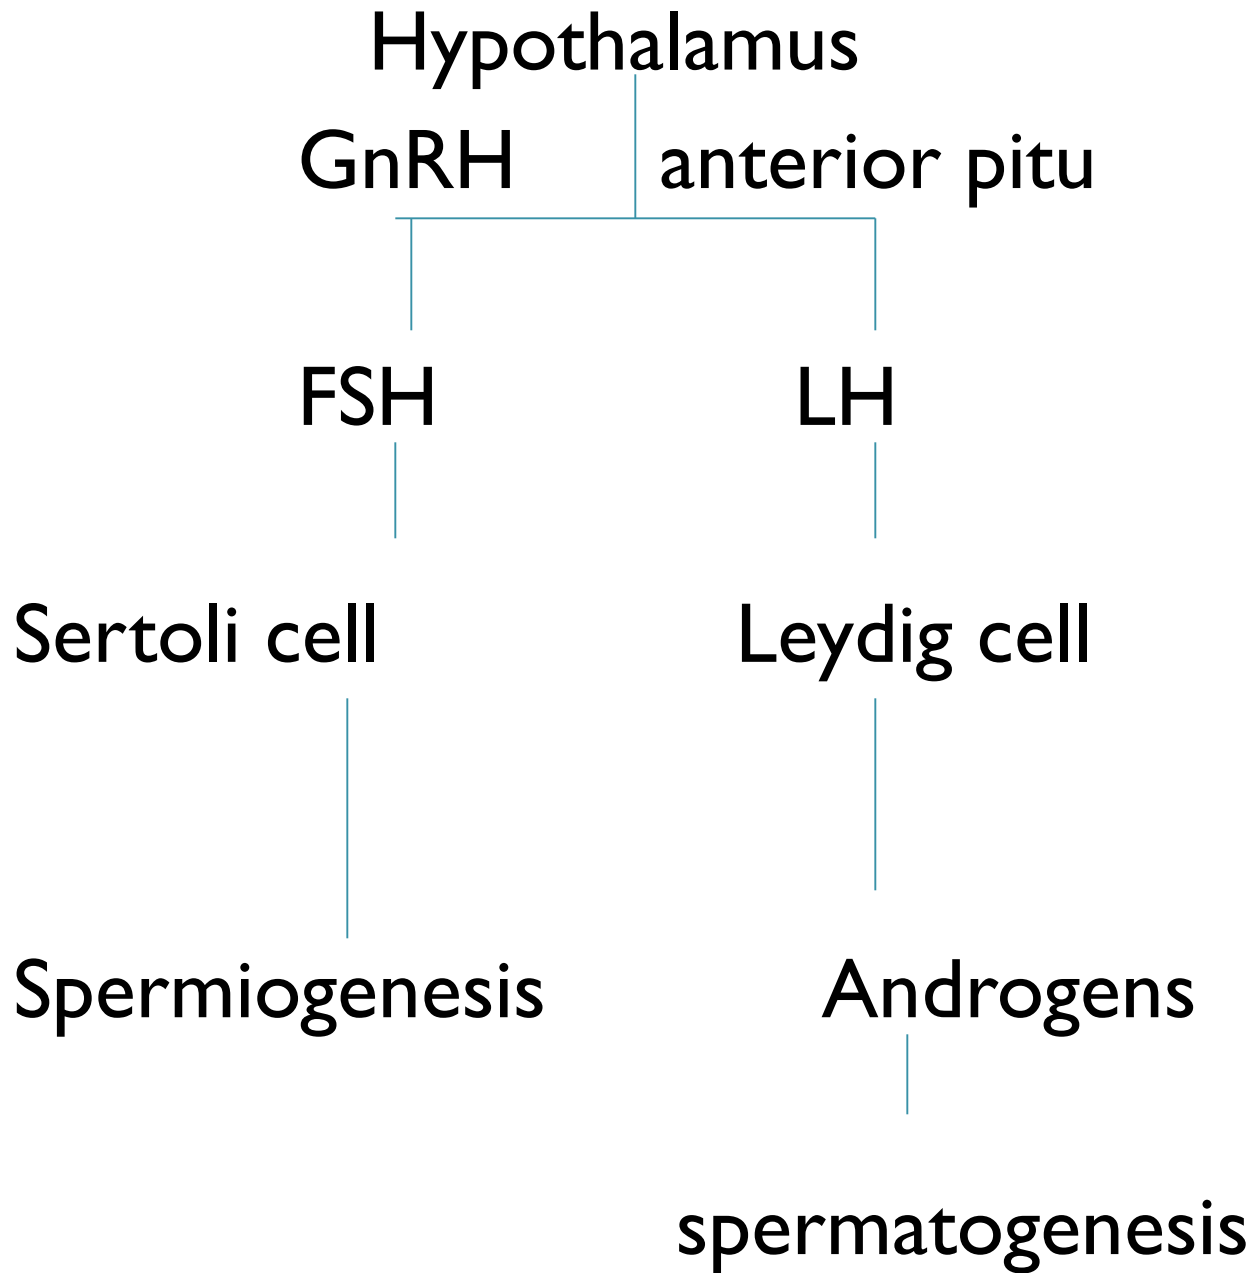 Hypothalamus
GnRH anterior pitu
FSH LH
Sertoli cell Leydig cell
Spermiogenesis Androgens
spermatogenesis